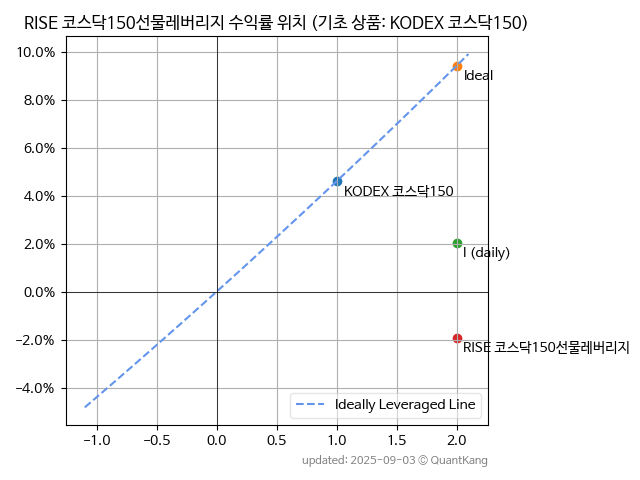 RISE 코스닥150선물레버리지 수익률 위치 (기초 상품: KODEX 코스닥150)
10.0%
8.0%
6.0%
4.0%
2.0%
0.0%
−2.0%
−4.0%
Ideal
KODEX 코스닥150
I (daily)
RISE 코스닥150선물레버리지
Ideally Leveraged Line
−1.0 −0.5 0.0 0.5 1.0 1.5 2.0
updated: 2025-09-03 © QuantKang